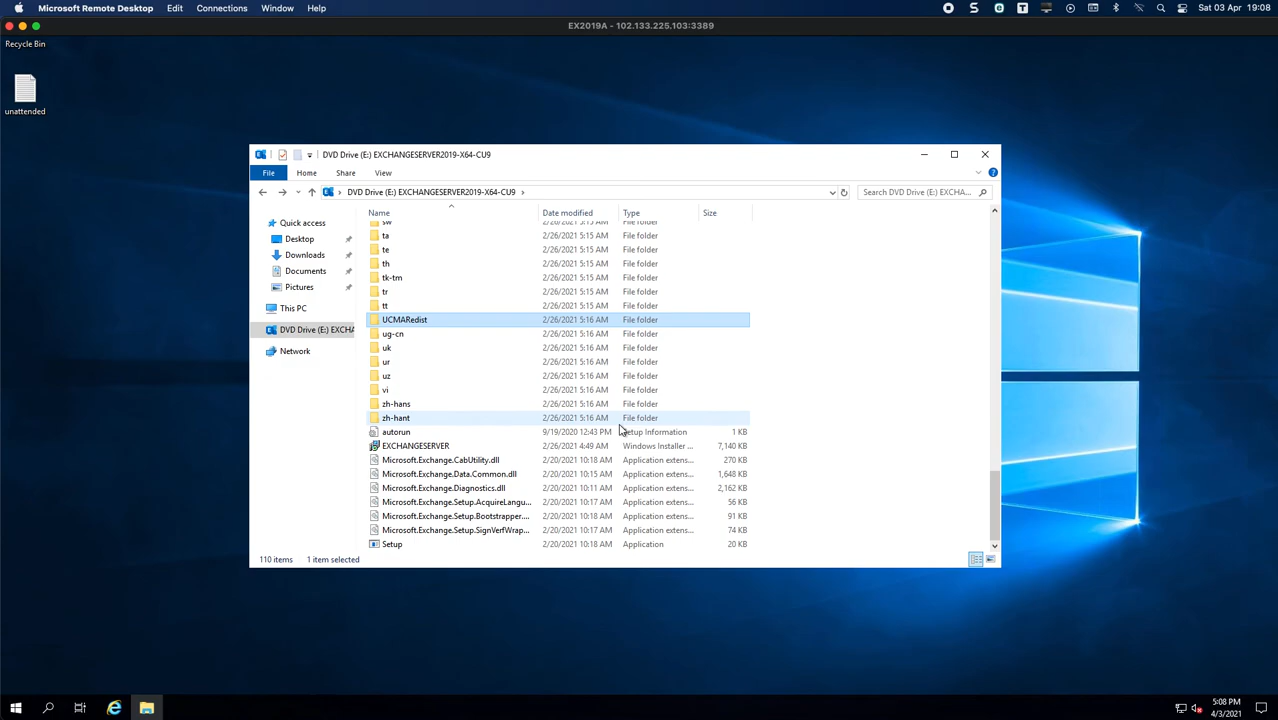 Microsoft Remote Desktop Edit Connections Window Help Sat 03 Apr 19:08
EX2019A - 102.133.225.103:3389
Recycle Bin
unattended
DVD Drive (E:) EXCHANGESERVER2019-X64-CU9
File Home Share View
DVD Drive (E:) EXCHANGESERVER2019-X64-CU9
Search DVD Drive (E:) EXCHA...
Name Date modified Type Size
Quick access
Desktop
Downloads
Documents
Pictures
This PC
DVD Drive (E:) EXCHA
Network
sw 2/26/2021 5:15 AM File folder
ta 2/26/2021 5:15 AM File folder
te 2/26/2021 5:15 AM File folder
th 2/26/2021 5:15 AM File folder
tk-tm 2/26/2021 5:15 AM File folder
tr 2/26/2021 5:15 AM File folder
tt 2/26/2021 5:15 AM File folder
UCMARedist 2/26/2021 5:16 AM File folder
ug-cn 2/26/2021 5:16 AM File folder
uk 2/26/2021 5:16 AM File folder
ur 2/26/2021 5:16 AM File folder
uz 2/26/2021 5:16 AM File folder
vi 2/26/2021 5:16 AM File folder
zh-hans 2/26/2021 5:16 AM File folder
zh-hant 2/26/2021 5:16 AM File folder
autorun 9/19/2020 12:43 PM Setup Information 1 KB
EXCHANGESERVER 2/26/2021 4:49 AM Windows Installer ... 7,140 KB
Microsoft.Exchange.CabUtility.dll 2/20/2021 10:18 AM Application extens... 270 KB
Microsoft.Exchange.Data.Common.dll 2/20/2021 10:15 AM Application extens... 1,648 KB
Microsoft.Exchange.Diagnostics.dll 2/20/2021 10:11 AM Application extens... 2,162 KB
Microsoft.Exchange.Setup.AcquireLangu... 2/20/2021 10:17 AM Application extens... 56 KB
Microsoft.Exchange.Setup.Bootstrapper.... 2/20/2021 10:18 AM Application extens... 91 KB
Microsoft.Exchange.Setup.SignVerfWrap... 2/20/2021 10:17 AM Application extens... 74 KB
Setup 2/20/2021 10:18 AM Application 20 KB
110 items 1 item selected
5:08 PM
4/3/2021